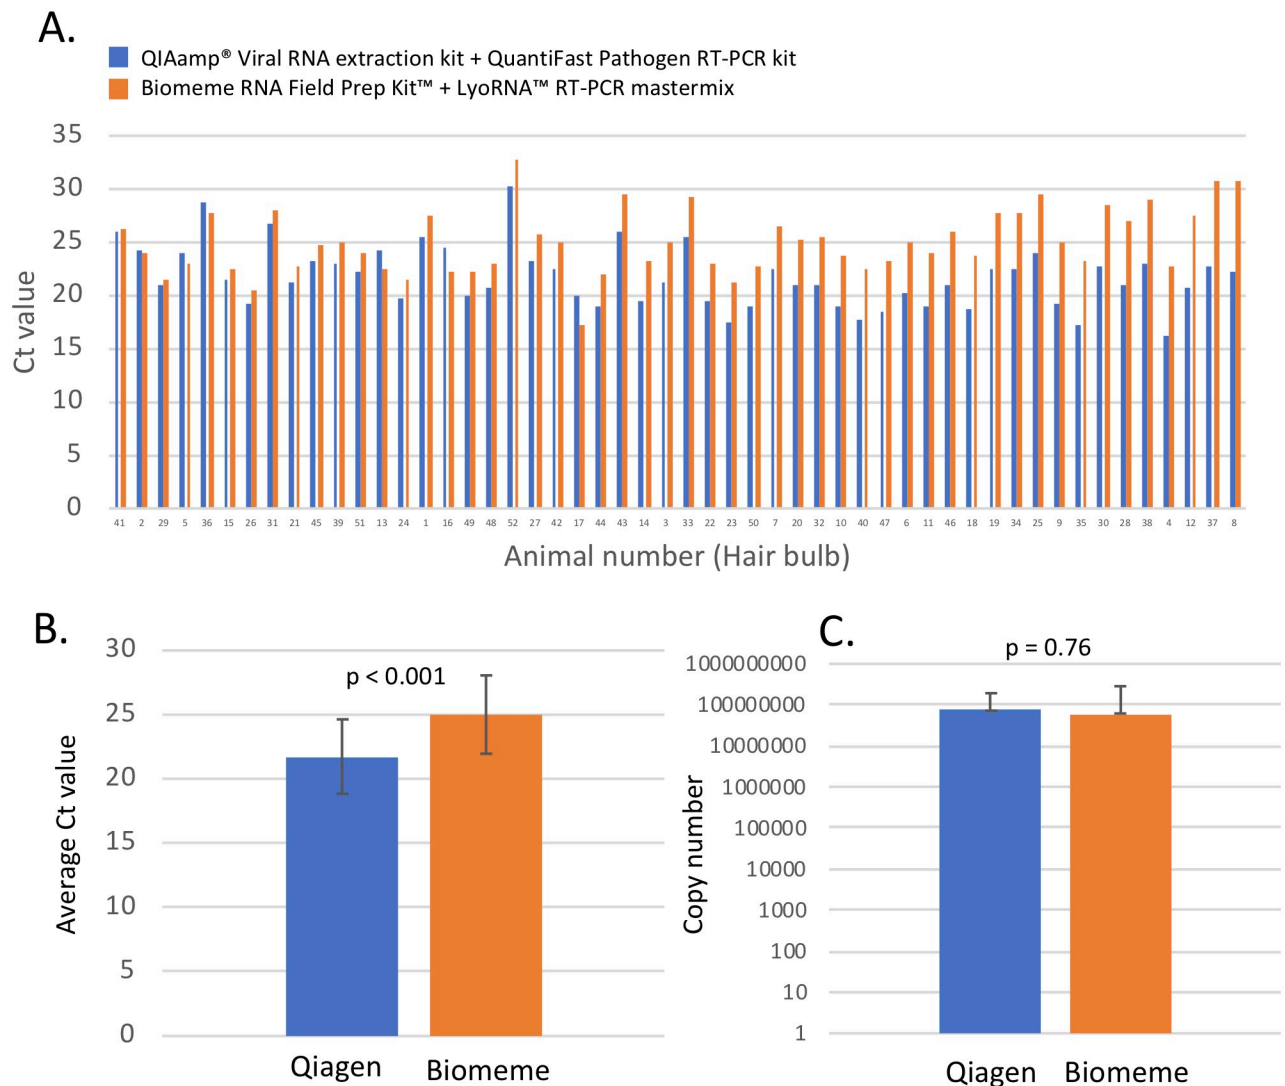 A.
QIAamp® Viral RNA extraction kit + QuantiFast Pathogen RT-PCR kit
Biomeme RNA Field Prep Kit™ + LyoRNA™ RT-PCR mastermix
35
30
25
20
15
10
5
0
Ct value
41 2 29 5 36 15 26 31 21 45 39 51 13 24 1 16 49 48 52 27 42 17 44 43 14 3 33 22 23 50 7 20 32 10 40 47 6 11 46 18 19 34 25 9 35 30 28 38 4 12 37 8
Animal number (Hair bulb)
B.
30
25
20
15
10
5
0
Average Ct value
p < 0.001
Qiagen Biomeme
C.
p = 0.76
1000000000
100000000
10000000
1000000
100000
10000
1000
100
10
1
Copy number
Qiagen Biomeme